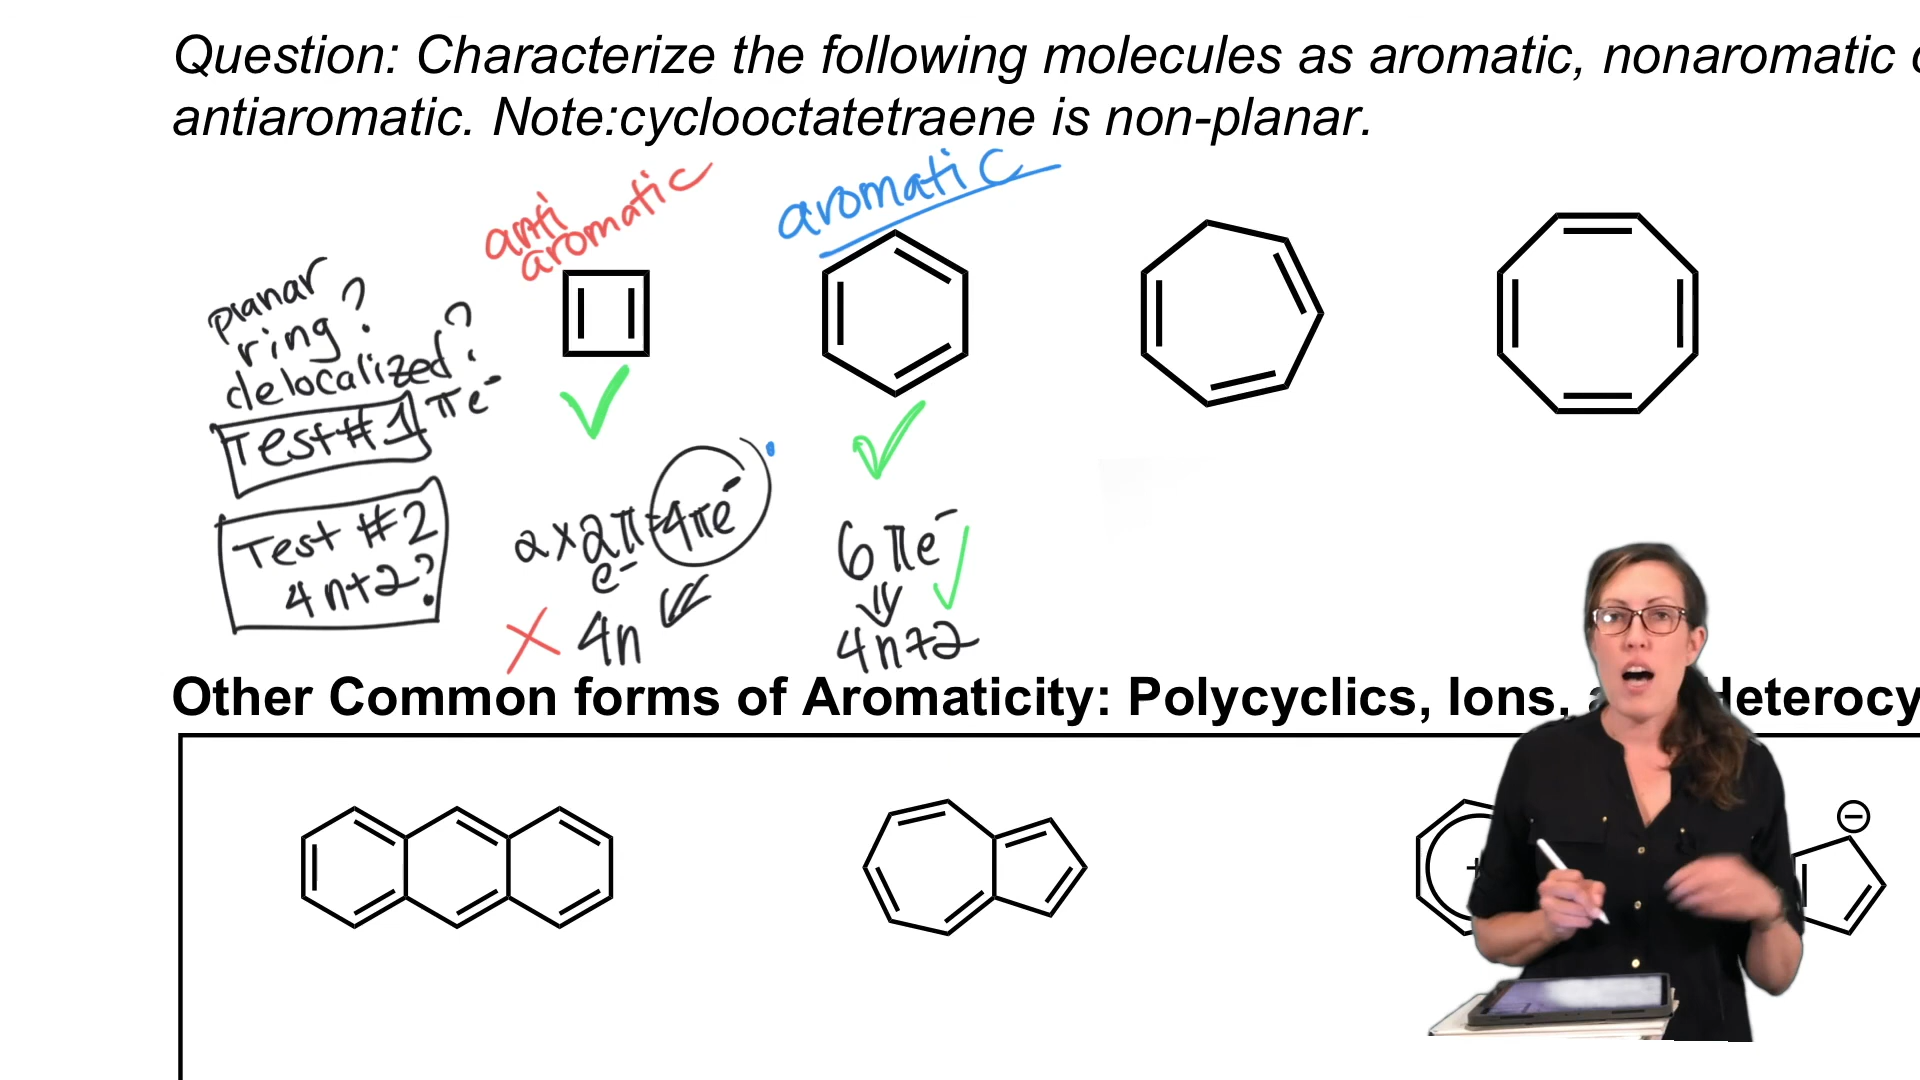 Question: Characterize the following molecules as aromatic, nonaromatic
antiaromatic. Note:cyclooctatetraene is non-planar.
anti
aromatic
aromatic
planar
ring?
delocalized?
πe⁻
Test #1
Test #2
4n+2?
2x2π=4πe⁻
e⁻
4n
6πe⁻
4n+2
Other Common forms of Aromaticity: Polycyclics, Ions,
+
−